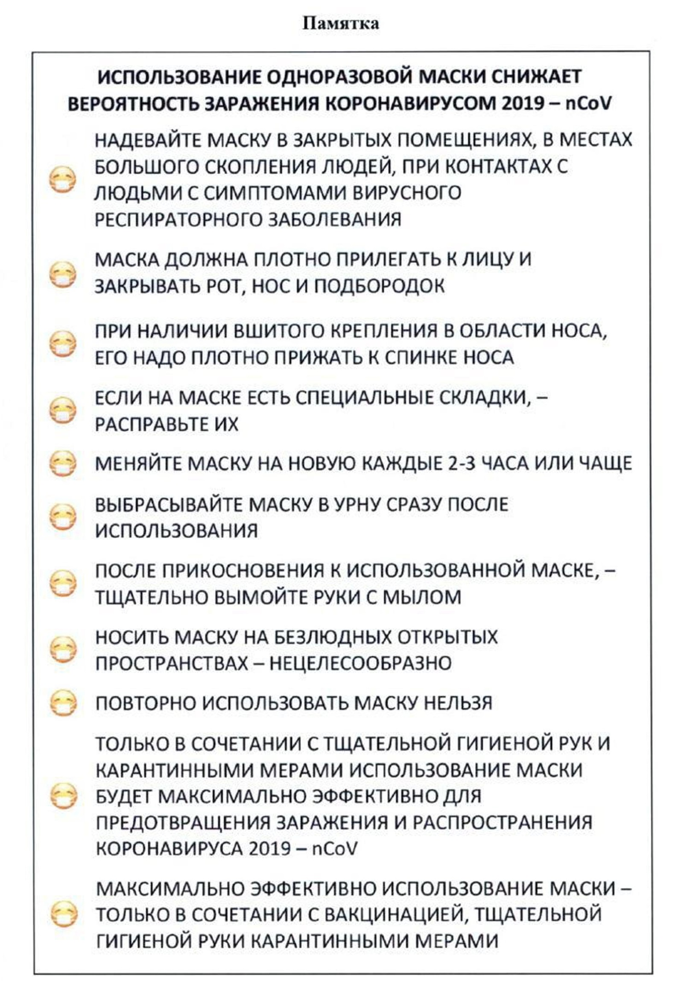 Памятка
ИСПОЛЬЗОВАНИЕ ОДНОРАЗОВОЙ МАСКИ СНИЖАЕТ
ВЕРОЯТНОСТЬ ЗАРАЖЕНИЯ КОРОНАВИРУСОМ 2019 – nCoV
НАДЕВАЙТЕ МАСКУ В ЗАКРЫТЫХ ПОМЕЩЕНИЯХ, В МЕСТАХ
БОЛЬШОГО СКОПЛЕНИЯ ЛЮДЕЙ, ПРИ КОНТАКТАХ С
ЛЮДЬМИ С СИМПТОМАМИ ВИРУСНОГО
РЕСПИРАТОРНОГО ЗАБОЛЕВАНИЯ
МАСКА ДОЛЖНА ПЛОТНО ПРИЛЕГАТЬ К ЛИЦУ И
ЗАКРЫВАТЬ РОТ, НОС И ПОДБОРОДОК
ПРИ НАЛИЧИИ ВШИТОГО КРЕПЛЕНИЯ В ОБЛАСТИ НОСА,
ЕГО НАДО ПЛОТНО ПРИЖАТЬ К СПИНКЕ НОСА
ЕСЛИ НА МАСКЕ ЕСТЬ СПЕЦИАЛЬНЫЕ СКЛАДКИ, –
РАСПРАВЬТЕ ИХ
МЕНЯЙТЕ МАСКУ НА НОВУЮ КАЖДЫЕ 2-3 ЧАСА ИЛИ ЧАЩЕ
ВЫБРАСЫВАЙТЕ МАСКУ В УРНУ СРАЗУ ПОСЛЕ
ИСПОЛЬЗОВАНИЯ
ПОСЛЕ ПРИКОСНОВЕНИЯ К ИСПОЛЬЗОВАННОЙ МАСКЕ, –
ТЩАТЕЛЬНО ВЫМОЙТЕ РУКИ С МЫЛОМ
НОСИТЬ МАСКУ НА БЕЗЛЮДНЫХ ОТКРЫТЫХ
ПРОСТРАНСТВАХ – НЕЦЕЛЕСООБРАЗНО
ПОВТОРНО ИСПОЛЬЗОВАТЬ МАСКУ НЕЛЬЗЯ
ТОЛЬКО В СОЧЕТАНИИ С ТЩАТЕЛЬНОЙ ГИГИЕНОЙ РУК И
КАРАНТИННЫМИ МЕРАМИ ИСПОЛЬЗОВАНИЕ МАСКИ
БУДЕТ МАКСИМАЛЬНО ЭФФЕКТИВНО ДЛЯ
ПРЕДОТВРАЩЕНИЯ ЗАРАЖЕНИЯ И РАСПРОСТРАНЕНИЯ
КОРОНАВИРУСА 2019 – nCoV
МАКСИМАЛЬНО ЭФФЕКТИВНО ИСПОЛЬЗОВАНИЕ МАСКИ –
ТОЛЬКО В СОЧЕТАНИИ С ВАКЦИНАЦИЕЙ, ТЩАТЕЛЬНОЙ
ГИГИЕНОЙ РУКИ КАРАНТИННЫМИ МЕРАМИ